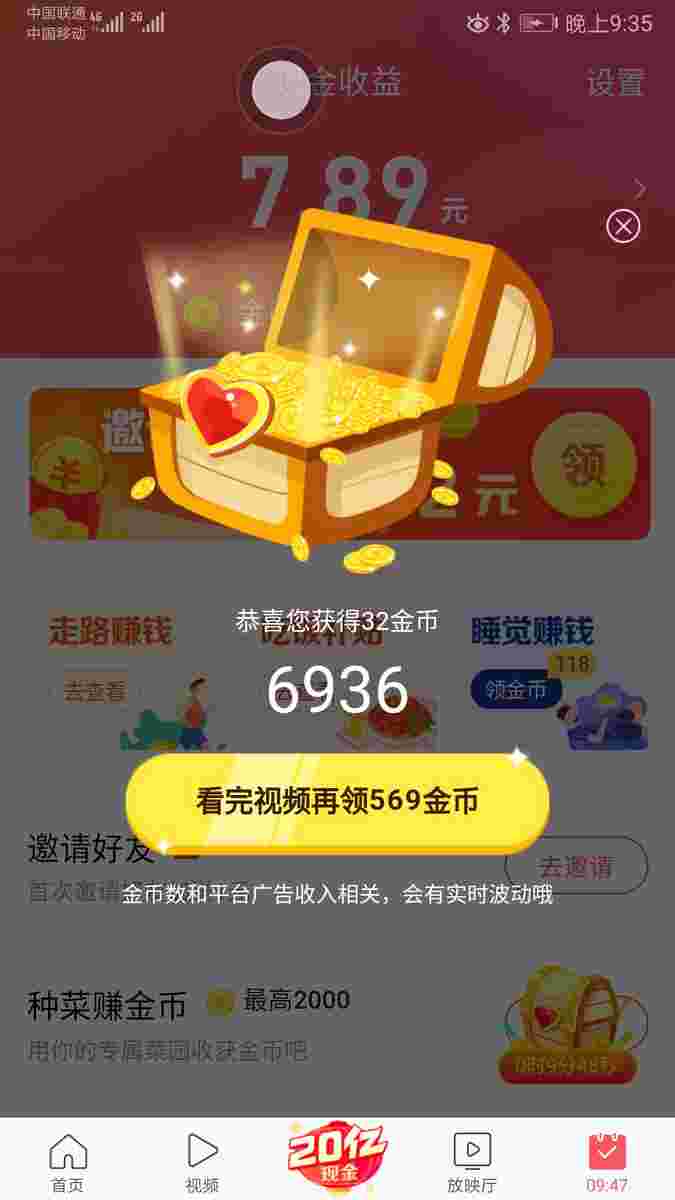 中国联通 4G 2G
中国移动
晚上9:35
金收益
设置
7.89元
邀
元
领
恭喜您获得32金币
走路赚钱
睡觉赚钱
6936
去查看
118
领金币
看完视频再领569金币
邀请好友
去邀请
首次邀请
金币数和平台广告收入相关，会有实时波动哦
种菜赚金币
最高2000
用你的专属菜园收获金币吧
首页
视频
20亿
现金
放映厅
09:47